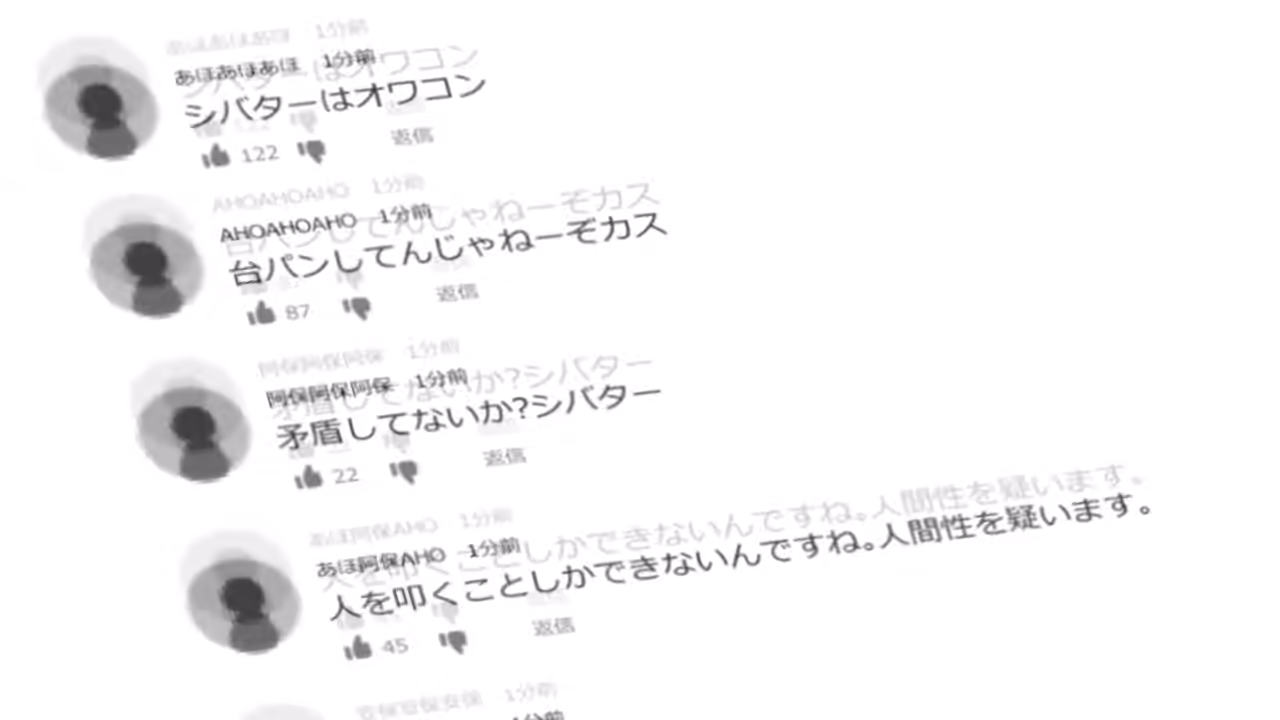 あほあほあほ 1分前
シバターはオワコン
122 返信
AHOAHOAHO 1分前
台パンしてんじゃねーぞカス
87 返信
阿保阿保阿保 1分前
矛盾してないか?シバター
22 返信
あほ阿保AHO 1分前
人を叩くことしかできないんですね。人間性を疑います。
45 返信
1分前